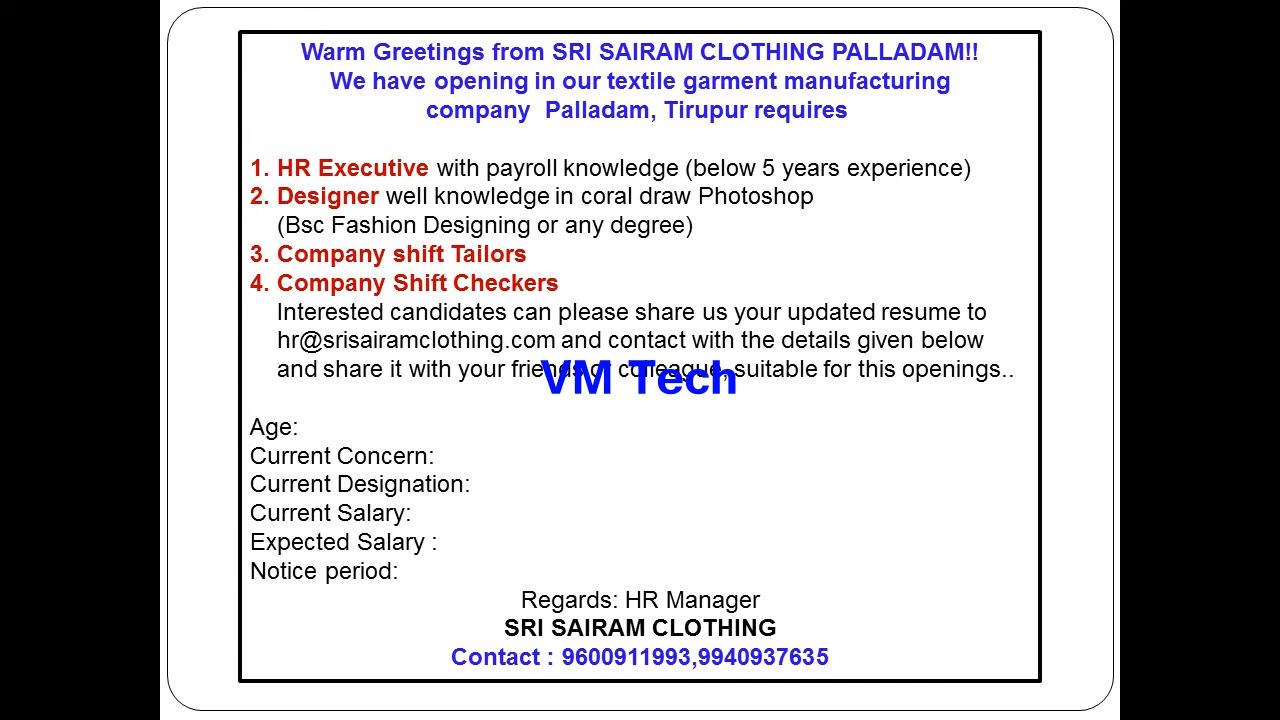 Warm Greetings from SRI SAIRAM CLOTHING PALLADAM!!
We have opening in our textile garment manufacturing
company Palladam, Tirupur requires
1. HR Executive with payroll knowledge (below 5 years experience)
2. Designer well knowledge in coral draw Photoshop
(Bsc Fashion Designing or any degree)
3. Company shift Tailors
4. Company Shift Checkers
Interested candidates can please share us your updated resume to
hr@srisairamclothing.com and contact with the details given below
and share it with your friends or colleague, suitable for this openings..
VM Tech
Age:
Current Concern:
Current Designation:
Current Salary:
Expected Salary :
Notice period:
Regards: HR Manager
SRI SAIRAM CLOTHING
Contact : 9600911993,9940937635